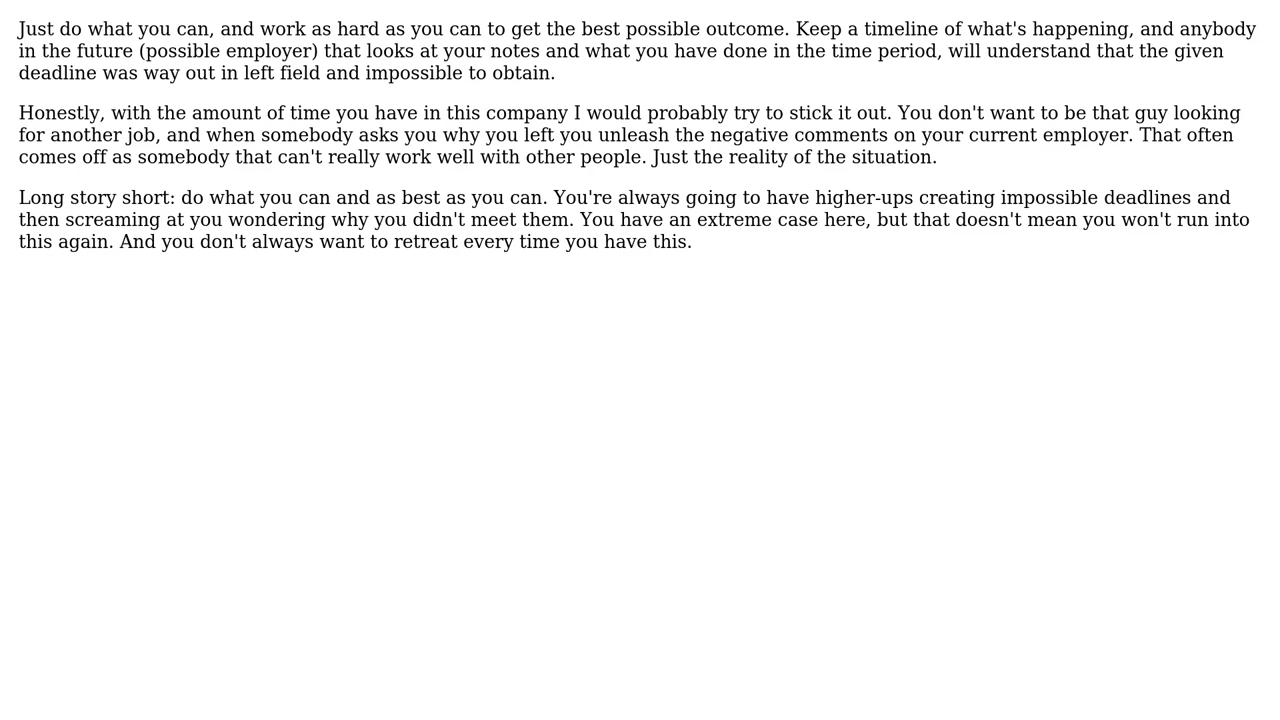 Just do what you can, and work as hard as you can to get the best possible outcome. Keep a timeline of what's happening, and anybody
in the future (possible employer) that looks at your notes and what you have done in the time period, will understand that the given
deadline was way out in left field and impossible to obtain.
Honestly, with the amount of time you have in this company I would probably try to stick it out. You don't want to be that guy looking
for another job, and when somebody asks you why you left you unleash the negative comments on your current employer. That often
comes off as somebody that can't really work well with other people. Just the reality of the situation.
Long story short: do what you can and as best as you can. You're always going to have higher-ups creating impossible deadlines and
then screaming at you wondering why you didn't meet them. You have an extreme case here, but that doesn't mean you won't run into
this again. And you don't always want to retreat every time you have this.